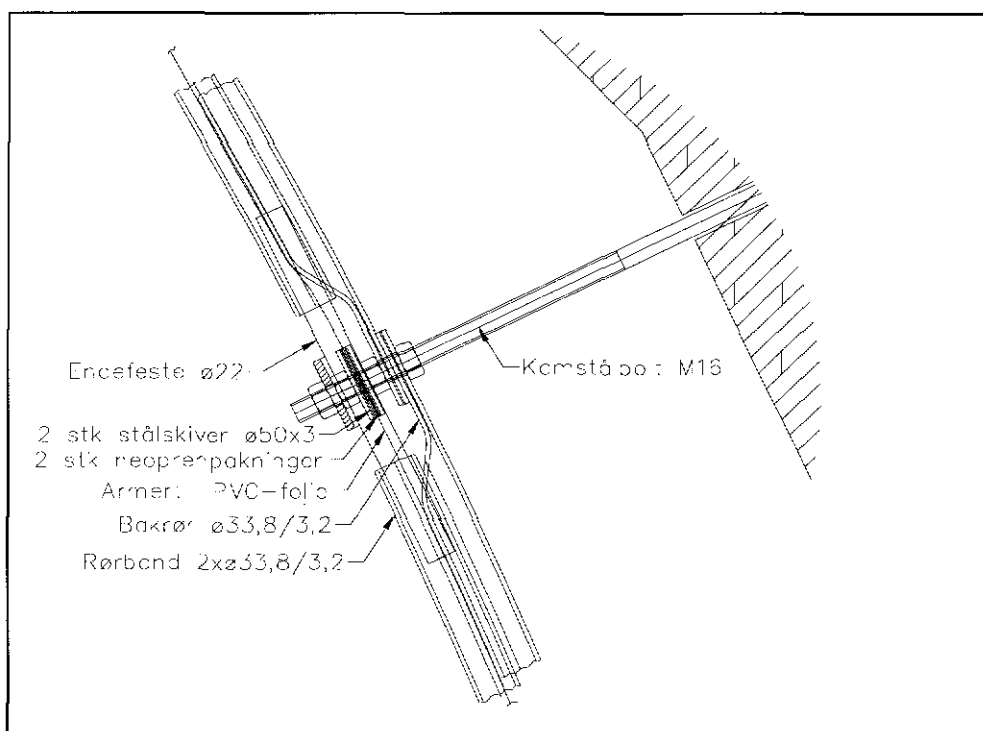 Endefeste ø22
Kamstålbolt M16
2 stk stålskiver ø50x3
2 stk neoprenpakninger
Armert PVC-folie
Bakrør ø33,8/3,2
Rørband 2xø33,8/3,2